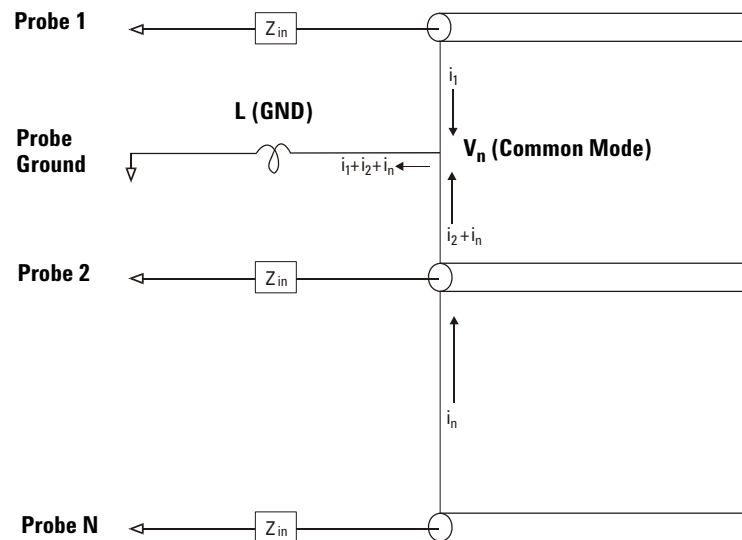 Probe 1
Z in
i1
L (GND)
Probe
Ground
i1+i2+in
Vn (Common Mode)
i2+in
Probe 2
Z in
in
Probe N
Z in